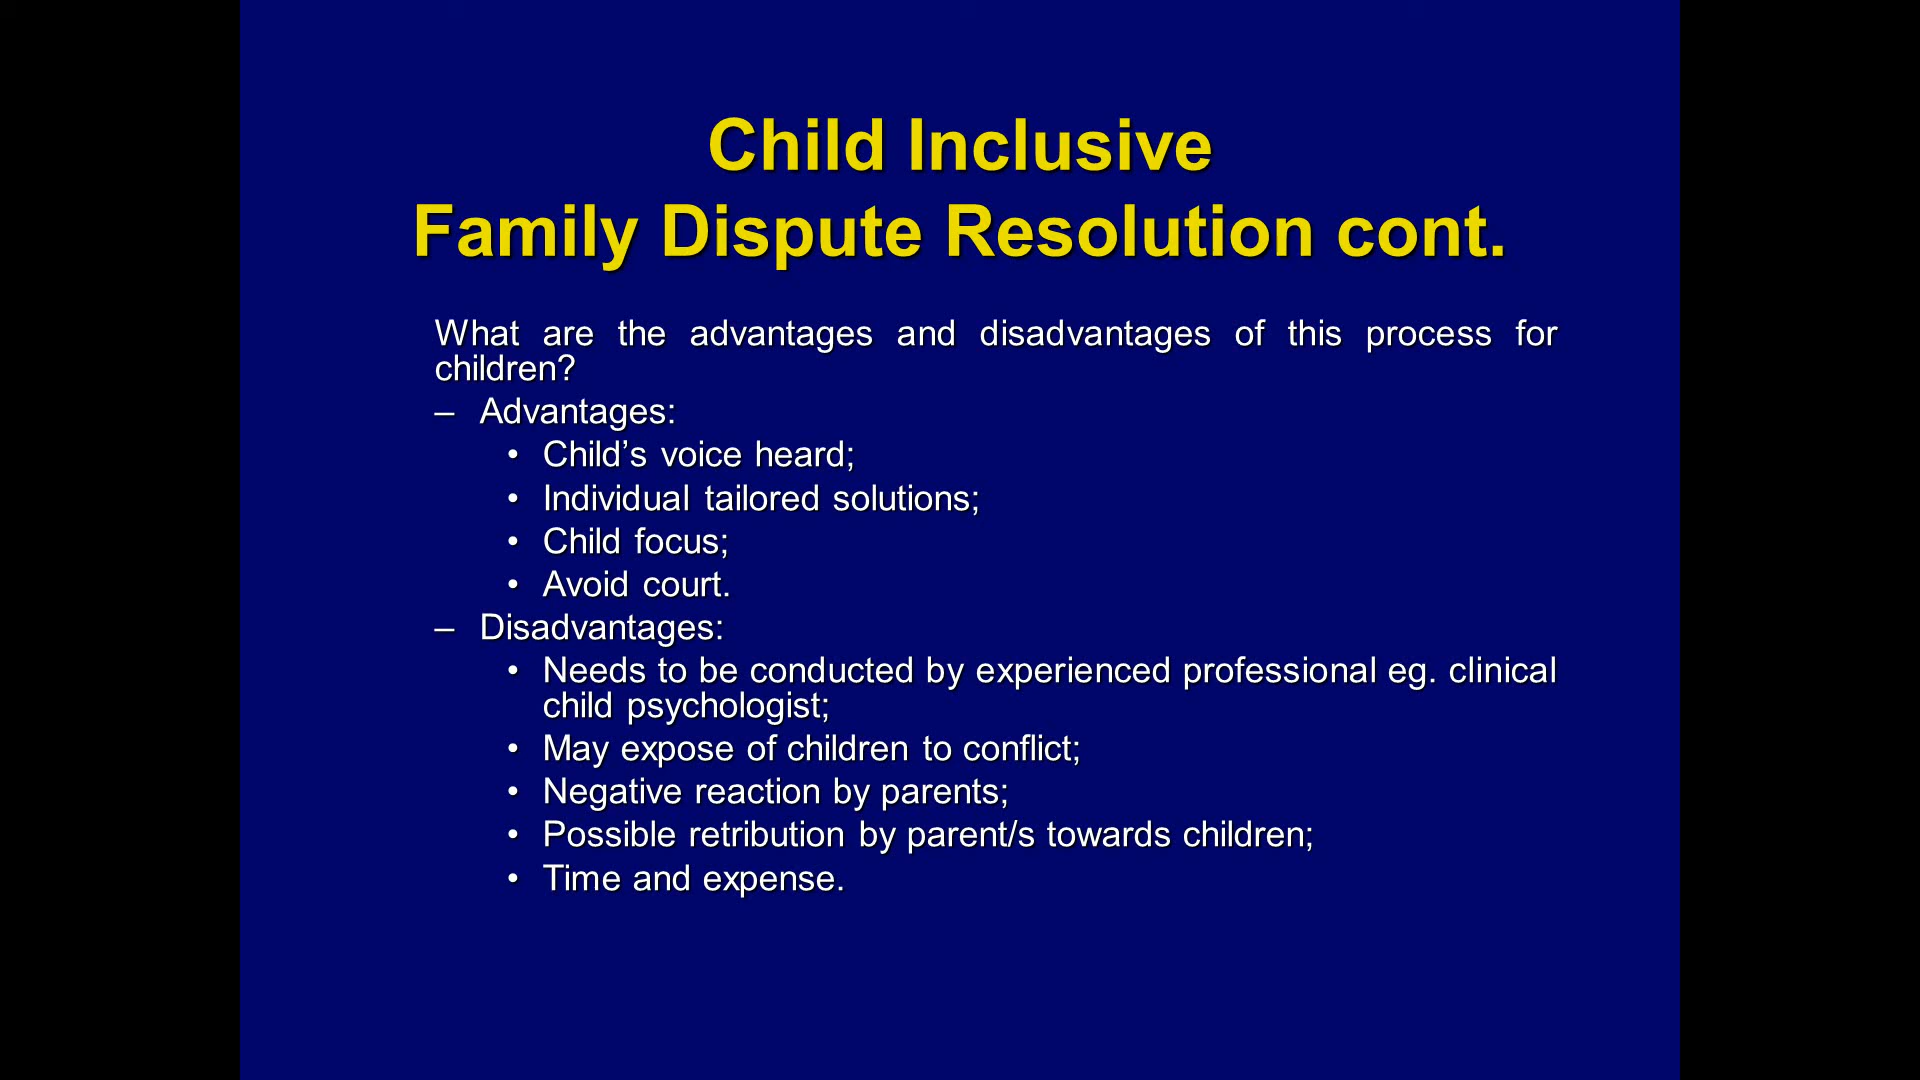 Child Inclusive
Family Dispute Resolution cont.
What are the advantages and disadvantages of this process for
children?
– Advantages:
• Child’s voice heard;
• Individual tailored solutions;
• Child focus;
• Avoid court.
– Disadvantages:
• Needs to be conducted by experienced professional eg. clinical
child psychologist;
• May expose of children to conflict;
• Negative reaction by parents;
• Possible retribution by parent/s towards children;
• Time and expense.